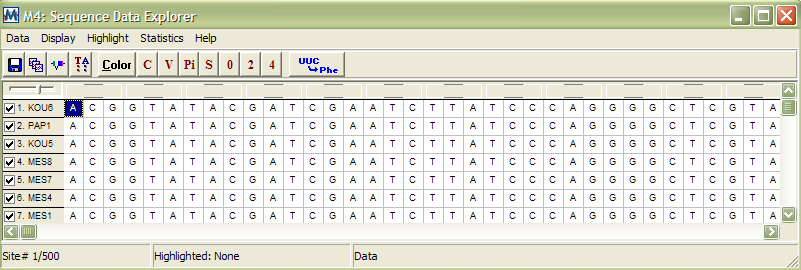 M4: Sequence Data Explorer
Data Display Highlight Statistics Help
TA Color C V Pi S 0 2 4 UUC Phe
1. KOU6 A C G G T A T A C G A T C G A A T C T T A T C C C A G G G G C T C G T A
2. PAP1 A C G G T A T A C G A T C G A A T C T T A T C C C A G G G G C T C G T A
3. KOU5 A C G G T A T A C G A T C G A A T C T T A T C C C A G G G G C T C G T A
4. MES8 A C G G T A T A C G A T C G A A T C T T A T C C C A G G G G C T C G T A
5. MES7 A C G G T A T A C G A T C G A A T C T T A T C C C A G G G G C T C G T A
6. MES4 A C G G T A T A C G A T C G A A T C T T A T C C C A G G G G C T C G T A
7. MES1 A C G G T A T A C G A T C G A A T C T T A T C C C A G G G G C T C G T A
Site# 1/500 Highlighted: None Data